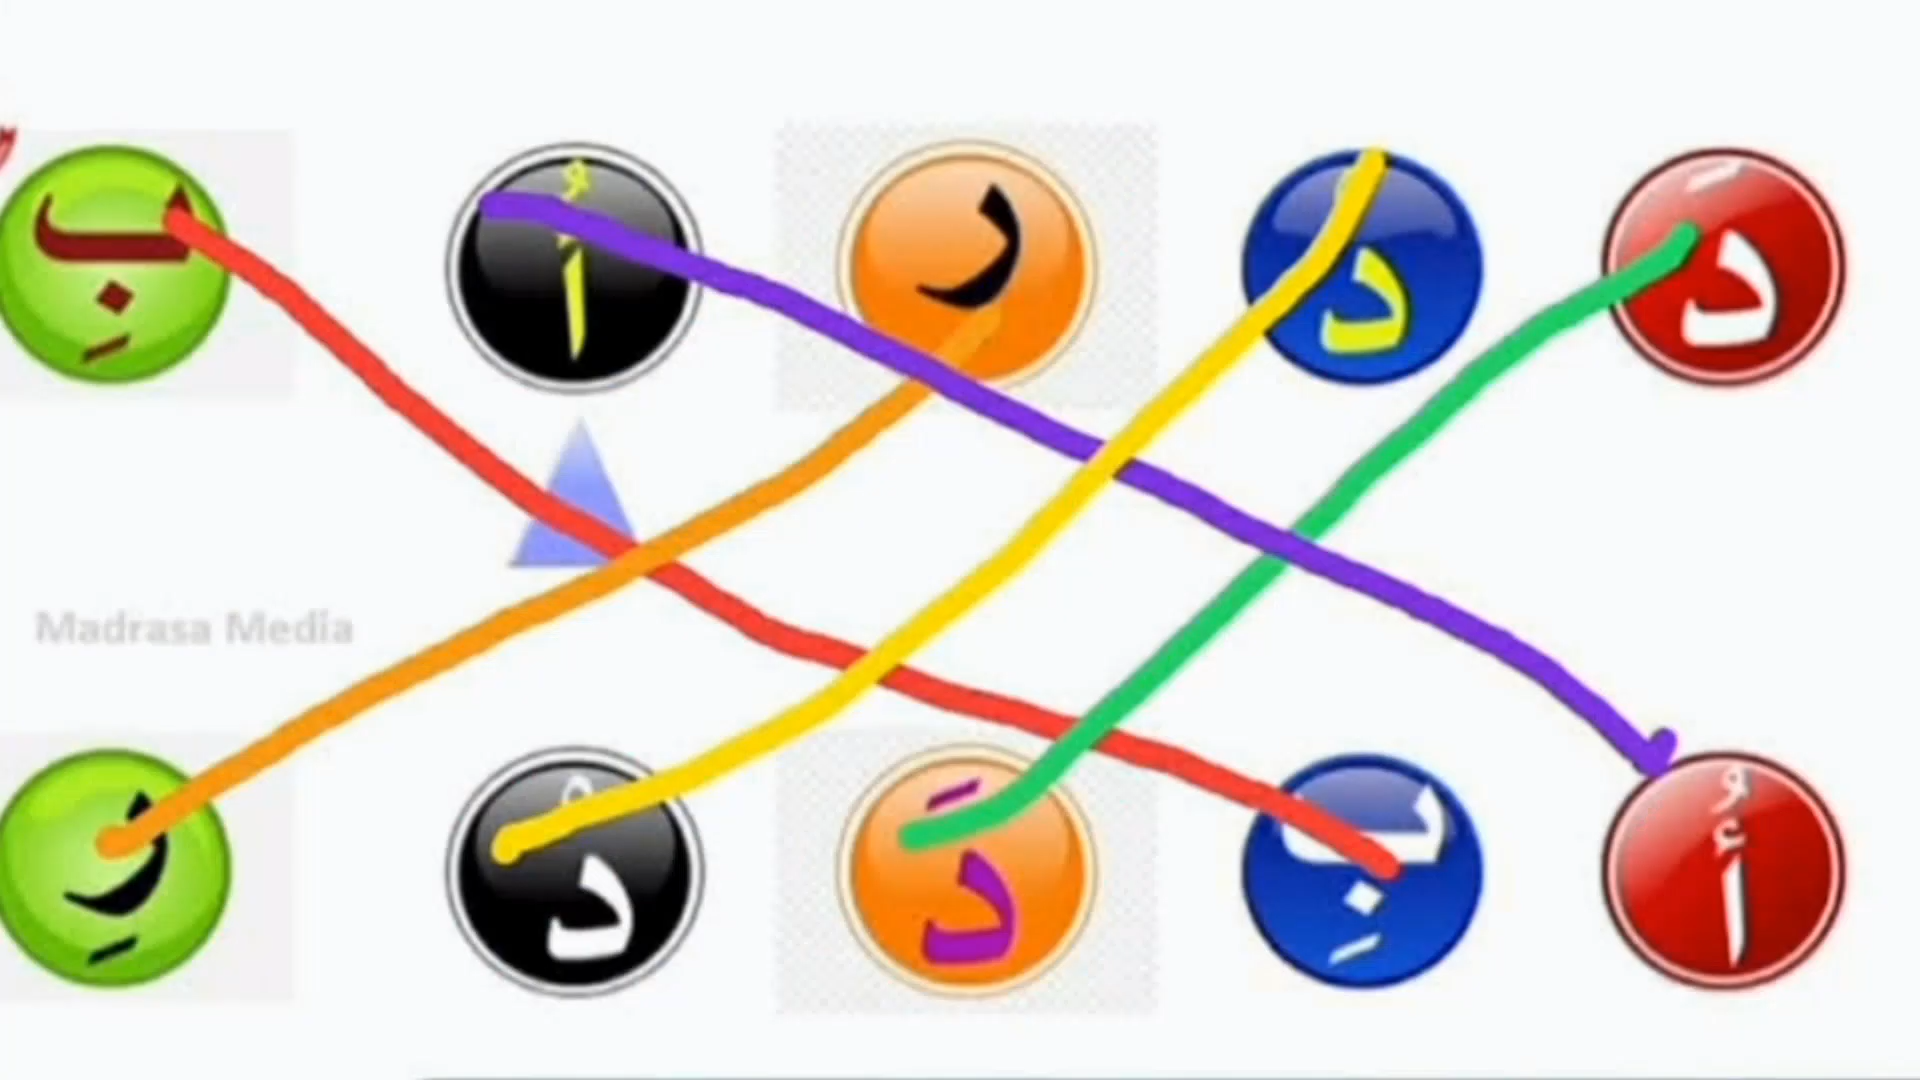 دَ د ر أُ بِ
Madrasa Media
أُ بِ دَ دْ رِ